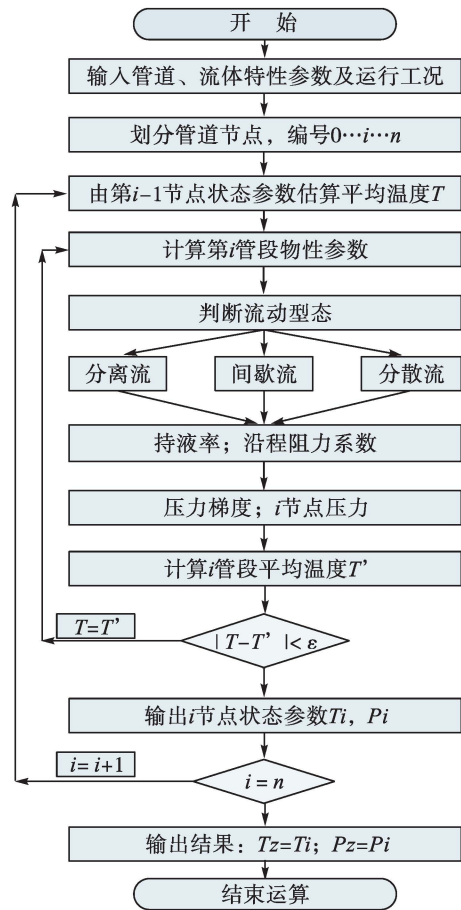 开 始
输入管道、流体特性参数及运行工况
划分管道节点，编号0…i…n
由第i-1节点状态参数估算平均温度T
计算第i管段物性参数
判断流动型态
分离流 间歇流 分散流
持液率；沿程阻力系数
压力梯度；i节点压力
计算i管段平均温度T'
T=T'
|T-T'|<ε
输出i节点状态参数Ti，Pi
i=i+1
i=n
输出结果：Tz=Ti；Pz=Pi
结束运算